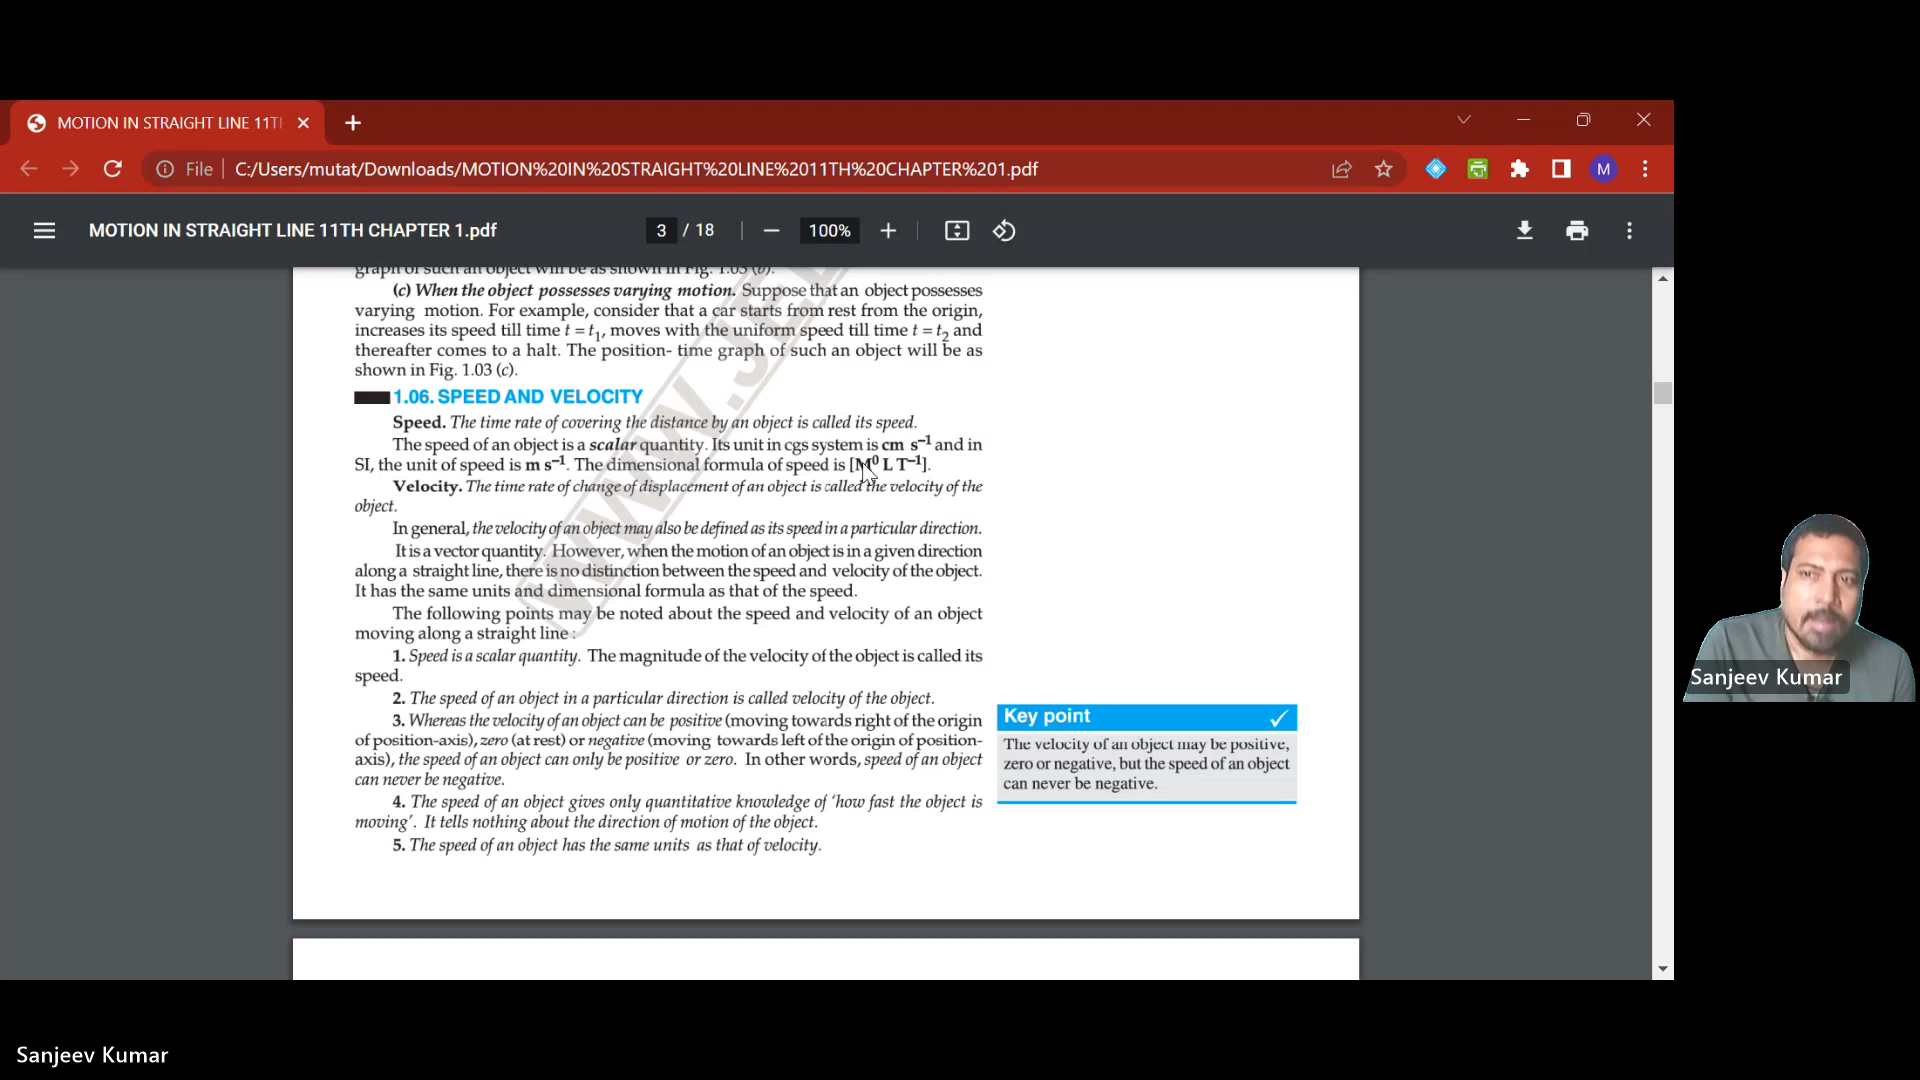 MOTION IN STRAIGHT LINE 11TH
File
C:/Users/mutat/Downloads/MOTION%20IN%20STRAIGHT%20LINE%2011TH%20CHAPTER%201.pdf
M
MOTION IN STRAIGHT LINE 11TH CHAPTER 1.pdf
3 / 18
100%
graph of such an object will be as shown in Fig. 1.03 (b).
(c) When the object possesses varying motion. Suppose that an object possesses
varying motion. For example, consider that a car starts from rest from the origin,
increases its speed till time t = t₁, moves with the uniform speed till time t = t₂ and
thereafter comes to a halt. The position- time graph of such an object will be as
shown in Fig. 1.03 (c).
1.06. SPEED AND VELOCITY
Speed. The time rate of covering the distance by an object is called its speed.
The speed of an object is a scalar quantity. Its unit in cgs system is cm s⁻¹ and in
SI, the unit of speed is m s⁻¹. The dimensional formula of speed is [M⁰ L T⁻¹].
Velocity. The time rate of change of displacement of an object is called the velocity of the
object.
In general, the velocity of an object may also be defined as its speed in a particular direction.
It is a vector quantity. However, when the motion of an object is in a given direction
along a straight line, there is no distinction between the speed and velocity of the object.
It has the same units and dimensional formula as that of the speed.
The following points may be noted about the speed and velocity of an object
moving along a straight line :
1. Speed is a scalar quantity. The magnitude of the velocity of the object is called its
speed.
2. The speed of an object in a particular direction is called velocity of the object.
3. Whereas the velocity of an object can be positive (moving towards right of the origin
of position-axis), zero (at rest) or negative (moving towards left of the origin of position-
axis), the speed of an object can only be positive or zero. In other words, speed of an object
can never be negative.
4. The speed of an object gives only quantitative knowledge of ‘how fast the object is
moving’. It tells nothing about the direction of motion of the object.
5. The speed of an object has the same units as that of velocity.
Key point
The velocity of an object may be positive,
zero or negative, but the speed of an object
can never be negative.
WWW.JE
Sanjeev Kumar
Sanjeev Kumar